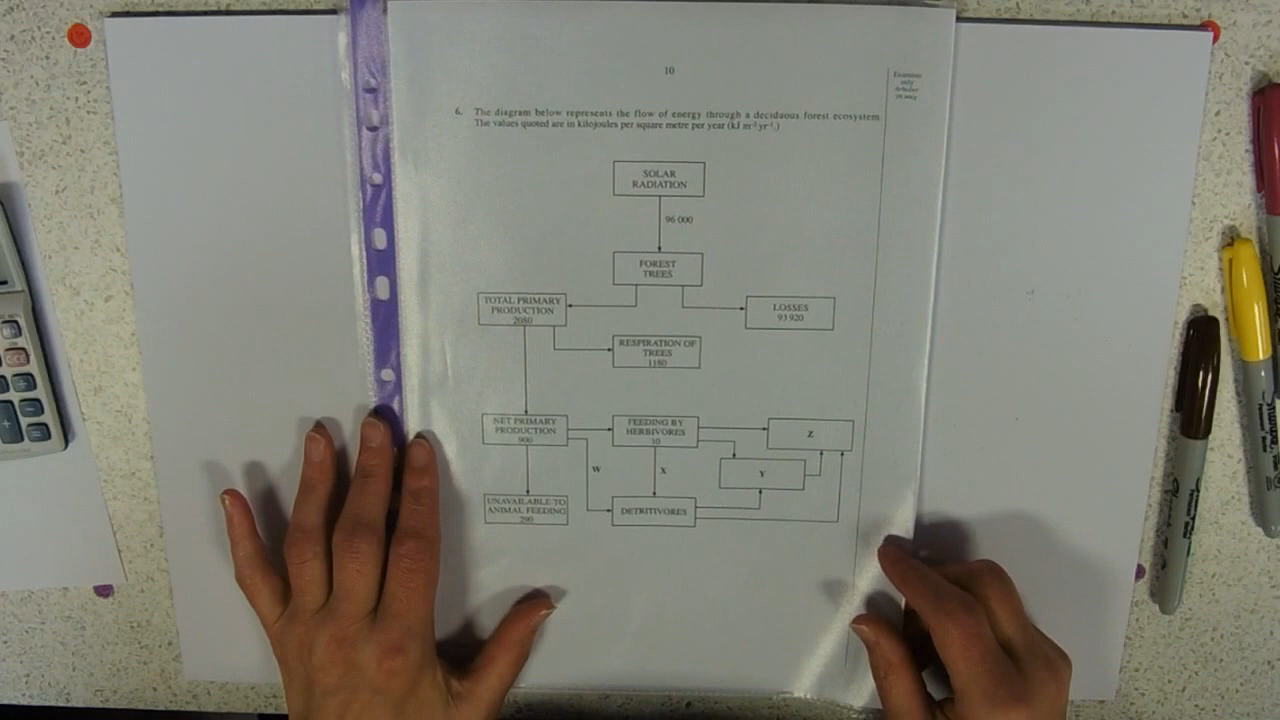 10
Examiner
only
6. The diagram below represents the flow of energy through a deciduous forest ecosystem.
The values quoted are in kilojoules per square metre per year (kJ m⁻² yr⁻¹.)
SOLAR
RADIATION
96 000
FOREST
TREES
TOTAL PRIMARY
PRODUCTION
2080
LOSSES
93 920
RESPIRATION OF
TREES
1180
NET PRIMARY
PRODUCTION
900
FEEDING BY
HERBIVORES
10
Z
W
X
Y
UNAVAILABLE TO
ANIMAL FEEDING
290
DETRITIVORES